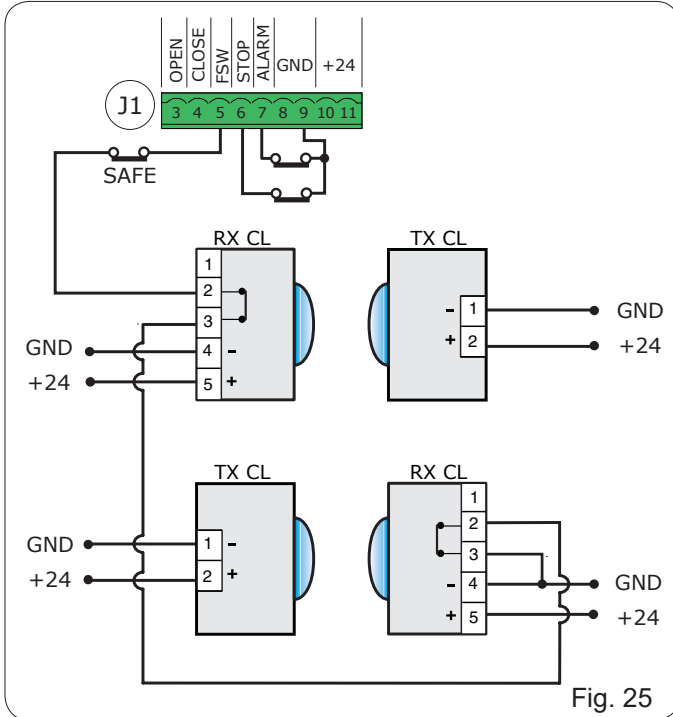 OPEN CLOSE FSW STOP ALARM GND +24
J1 3 4 5 6 7 8 9 10 11
SAFE
RX CL TX CL
1
2
3
4 -
5 +
GND
+24
- 1
+ 2
GND
+24
TX CL RX CL
1 -
2 +
GND
+24
1
2
3
- 4
+ 5
GND
+24
Fig. 25